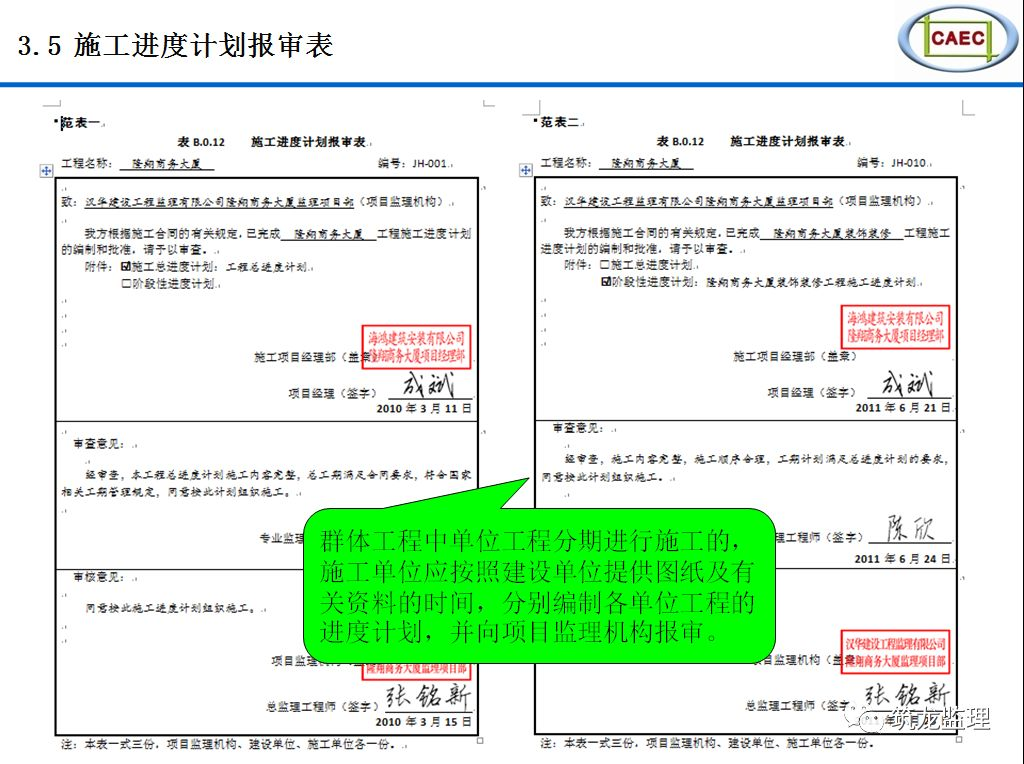 3.5 施工进度计划报审表
CAEC
范表一
表 B.0.12 施工进度计划报审表
工程名称： 隆翔商务大厦 编号：JH-001
致：汉华建设工程监理有限公司隆翔商务大厦监理项目部（项目监理机构）
我方根据施工合同的有关规定，已完成 隆翔商务大厦 工程施工进度计划
的编制和批准，请予以审查。
附件：☑施工总进度计划：工程总进度计划
□阶段性进度计划
海鸿建筑安装有限公司
隆翔商务大厦项目经理部
施工项目经理部（盖章
项目经理（签字） 成斌
2010 年 3 月 11 日
审查意见：
经审查，本工程总进度计划施工内容完整，总工期满足合同要求，符合国家
相关工期管理规定，同意按此计划组织施工。
专业监理
审核意见：
同意按此施工进度计划组织施工。
项目监理机构
隆翔商务大厦监理项目部
总监理工程师（签字） 张铭新
2010 年 3 月 15 日
注：本表一式三份，项目监理机构、建设单位、施工单位各一份。
范表二
表 B.0.12 施工进度计划报审表
工程名称： 隆翔商务大厦 编号：JH-010
致：汉华建设工程监理有限公司隆翔商务大厦监理项目部（项目监理机构）
我方根据施工合同的有关规定，已完成 隆翔商务大厦装饰装修 工程施工
进度计划的编制和批准，请予以审查。
附件：□施工总进度计划
☑阶段性进度计划：隆翔商务大厦装饰装修工程施工进度计划
海鸿建筑安装有限公司
隆翔商务大厦项目经理部
施工项目经理部（盖章）
项目经理（签字） 成斌
2011 年 6 月 21 日
审查意见：
经审查，施工内容完整，施工顺序合理，工期计划满足总进度计划的要求，
同意按此计划组织施工。
理工程师（签字） 陈欣
2011 年 6 月 24 日
汉华建设工程监理有限公司
隆翔商务大厦监理项目部
项目监理机构（盖章
总监理工程师（签字 张铭新
注：本表一式三份，项目监理机构、建设单位、施工单位各一份。
群体工程中单位工程分期进行施工的，
施工单位应按照建设单位提供图纸及有
关资料的时间，分别编制各单位工程的
进度计划，并向项目监理机构报审。
筑龙监理